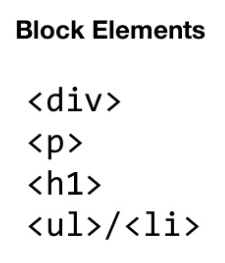 Block Elements
<div>
<p>
<h1>
<ul>/<li>